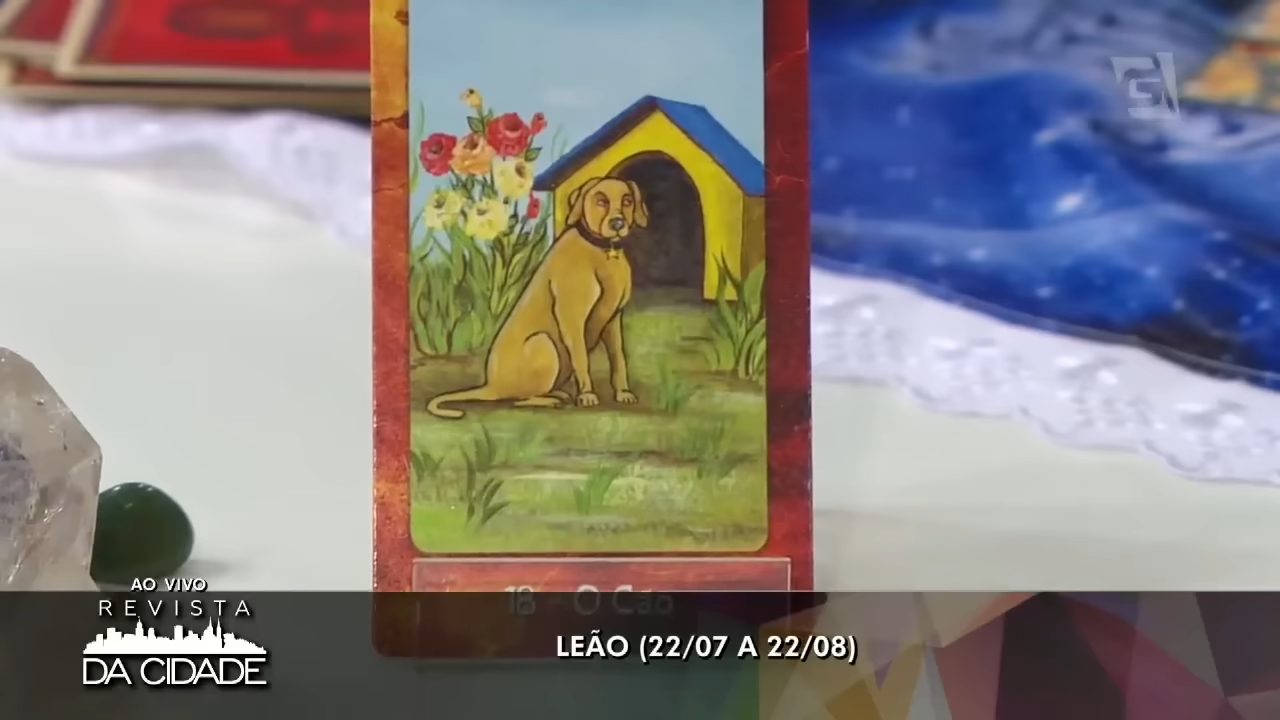 18 - O Cão
AO VIVO
REVISTA
DA CIDADE
LEÃO (22/07 A 22/08)